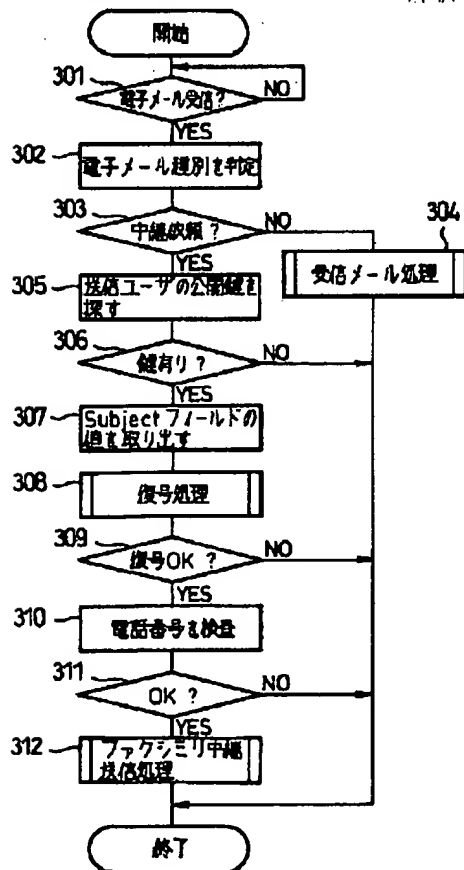 開始
301
電子メール受信?
NO
YES
302
電子メール種別を判定
303
中継依頼?
NO
304
YES
受信メール処理
305
送信ユーザの公開鍵を
探す
306
鍵有り?
NO
YES
307
Subjectフィールドの
値を取り出す
308
復号処理
309
復号OK ?
NO
YES
310
電話番号を検査
311
OK ?
NO
YES
312
ファクシミリ中継
送信処理
終了